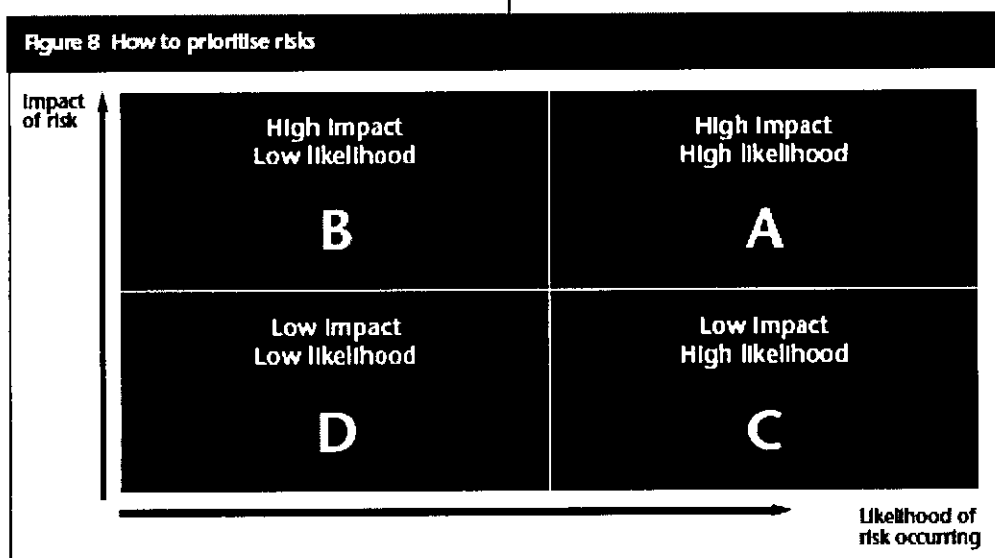 Figure 8 How to prioritise risks
Impact
of risk
High Impact
Low likelihood
B
High Impact
High likelihood
A
Low Impact
Low likelihood
D
Low Impact
High likelihood
C
Likelihood of
risk occurring